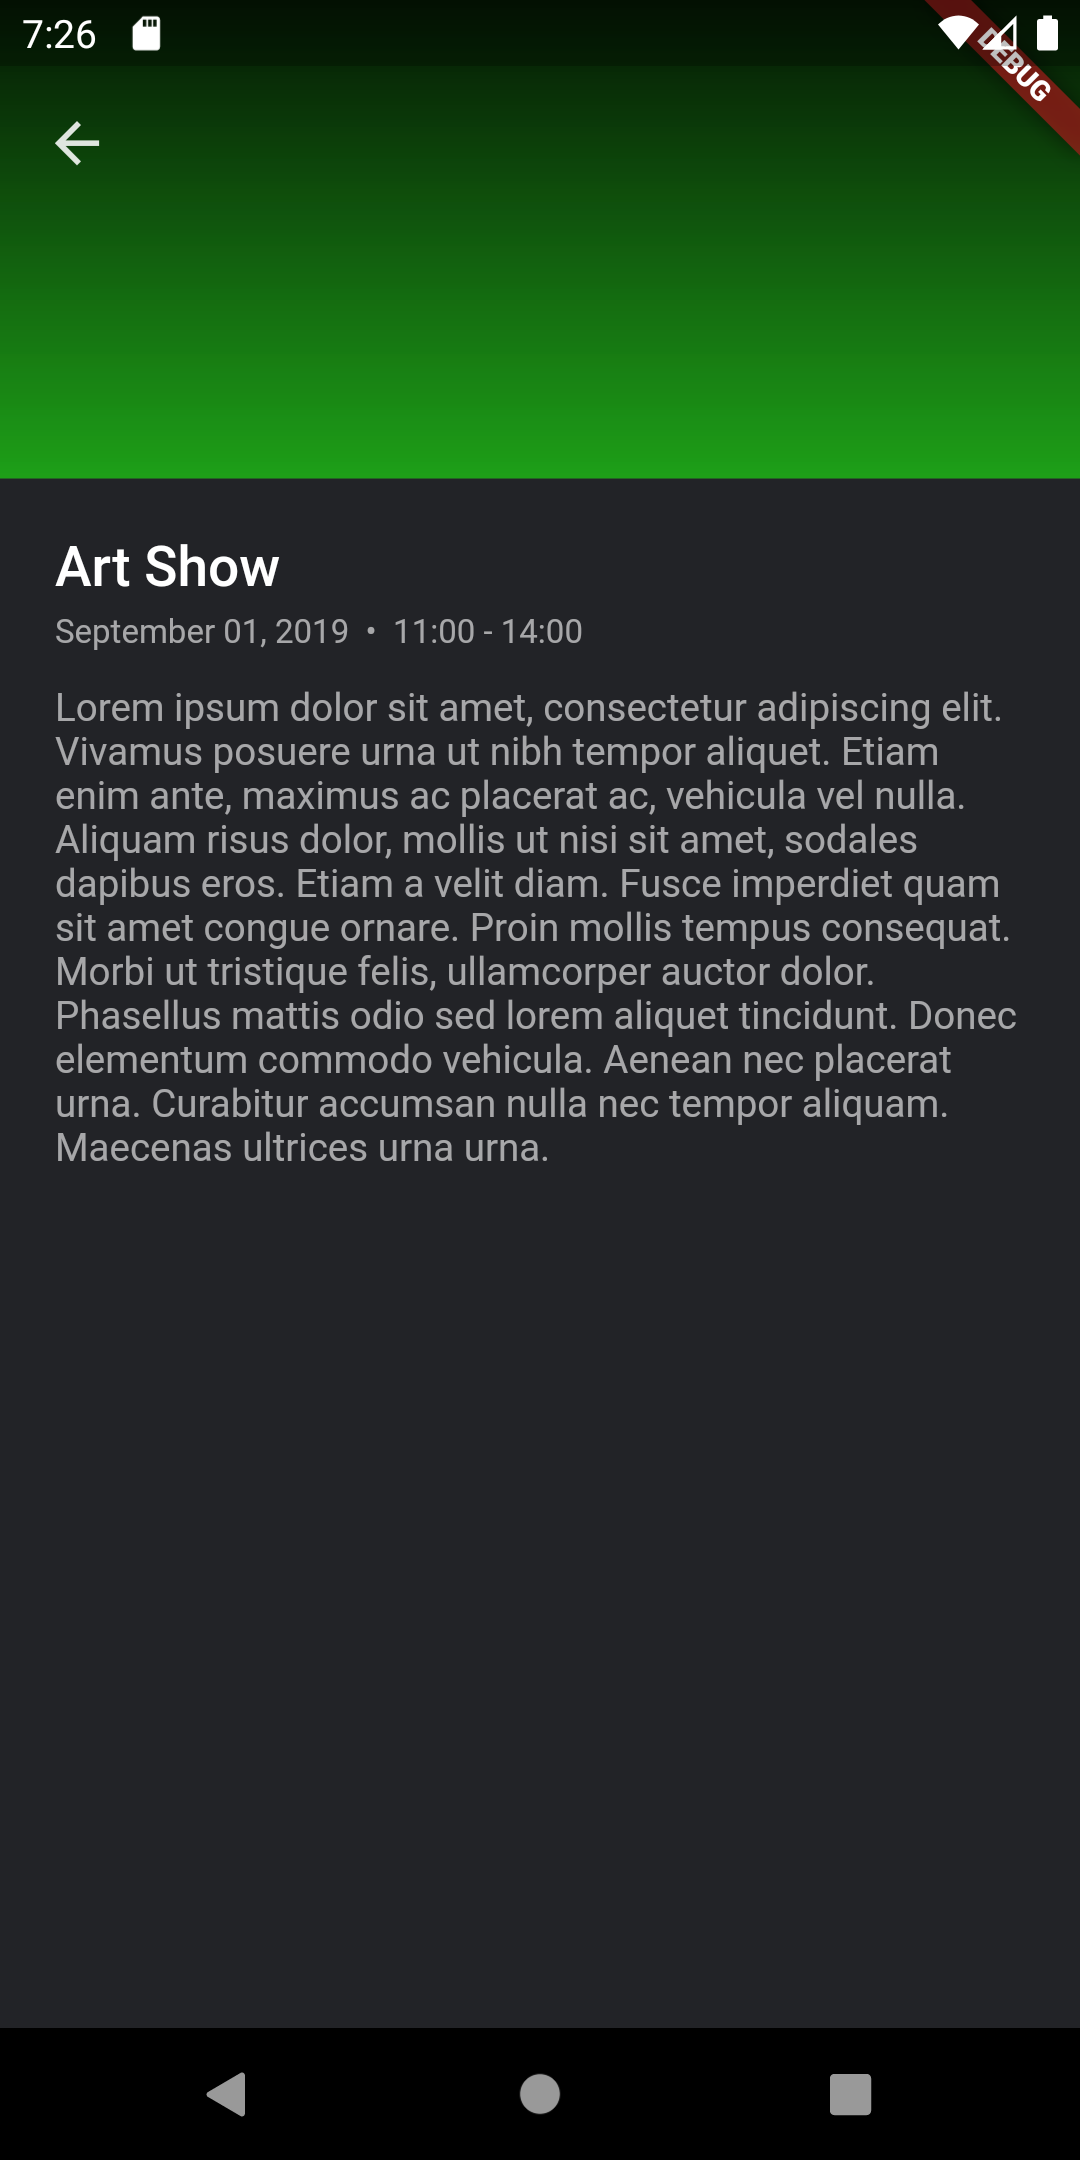 7:26
DEBUG
Art Show
September 01, 2019 • 11:00 - 14:00
Lorem ipsum dolor sit amet, consectetur adipiscing elit.
Vivamus posuere urna ut nibh tempor aliquet. Etiam
enim ante, maximus ac placerat ac, vehicula vel nulla.
Aliquam risus dolor, mollis ut nisi sit amet, sodales
dapibus eros. Etiam a velit diam. Fusce imperdiet quam
sit amet congue ornare. Proin mollis tempus consequat.
Morbi ut tristique felis, ullamcorper auctor dolor.
Phasellus mattis odio sed lorem aliquet tincidunt. Donec
elementum commodo vehicula. Aenean nec placerat
urna. Curabitur accumsan nulla nec tempor aliquam.
Maecenas ultrices urna urna.